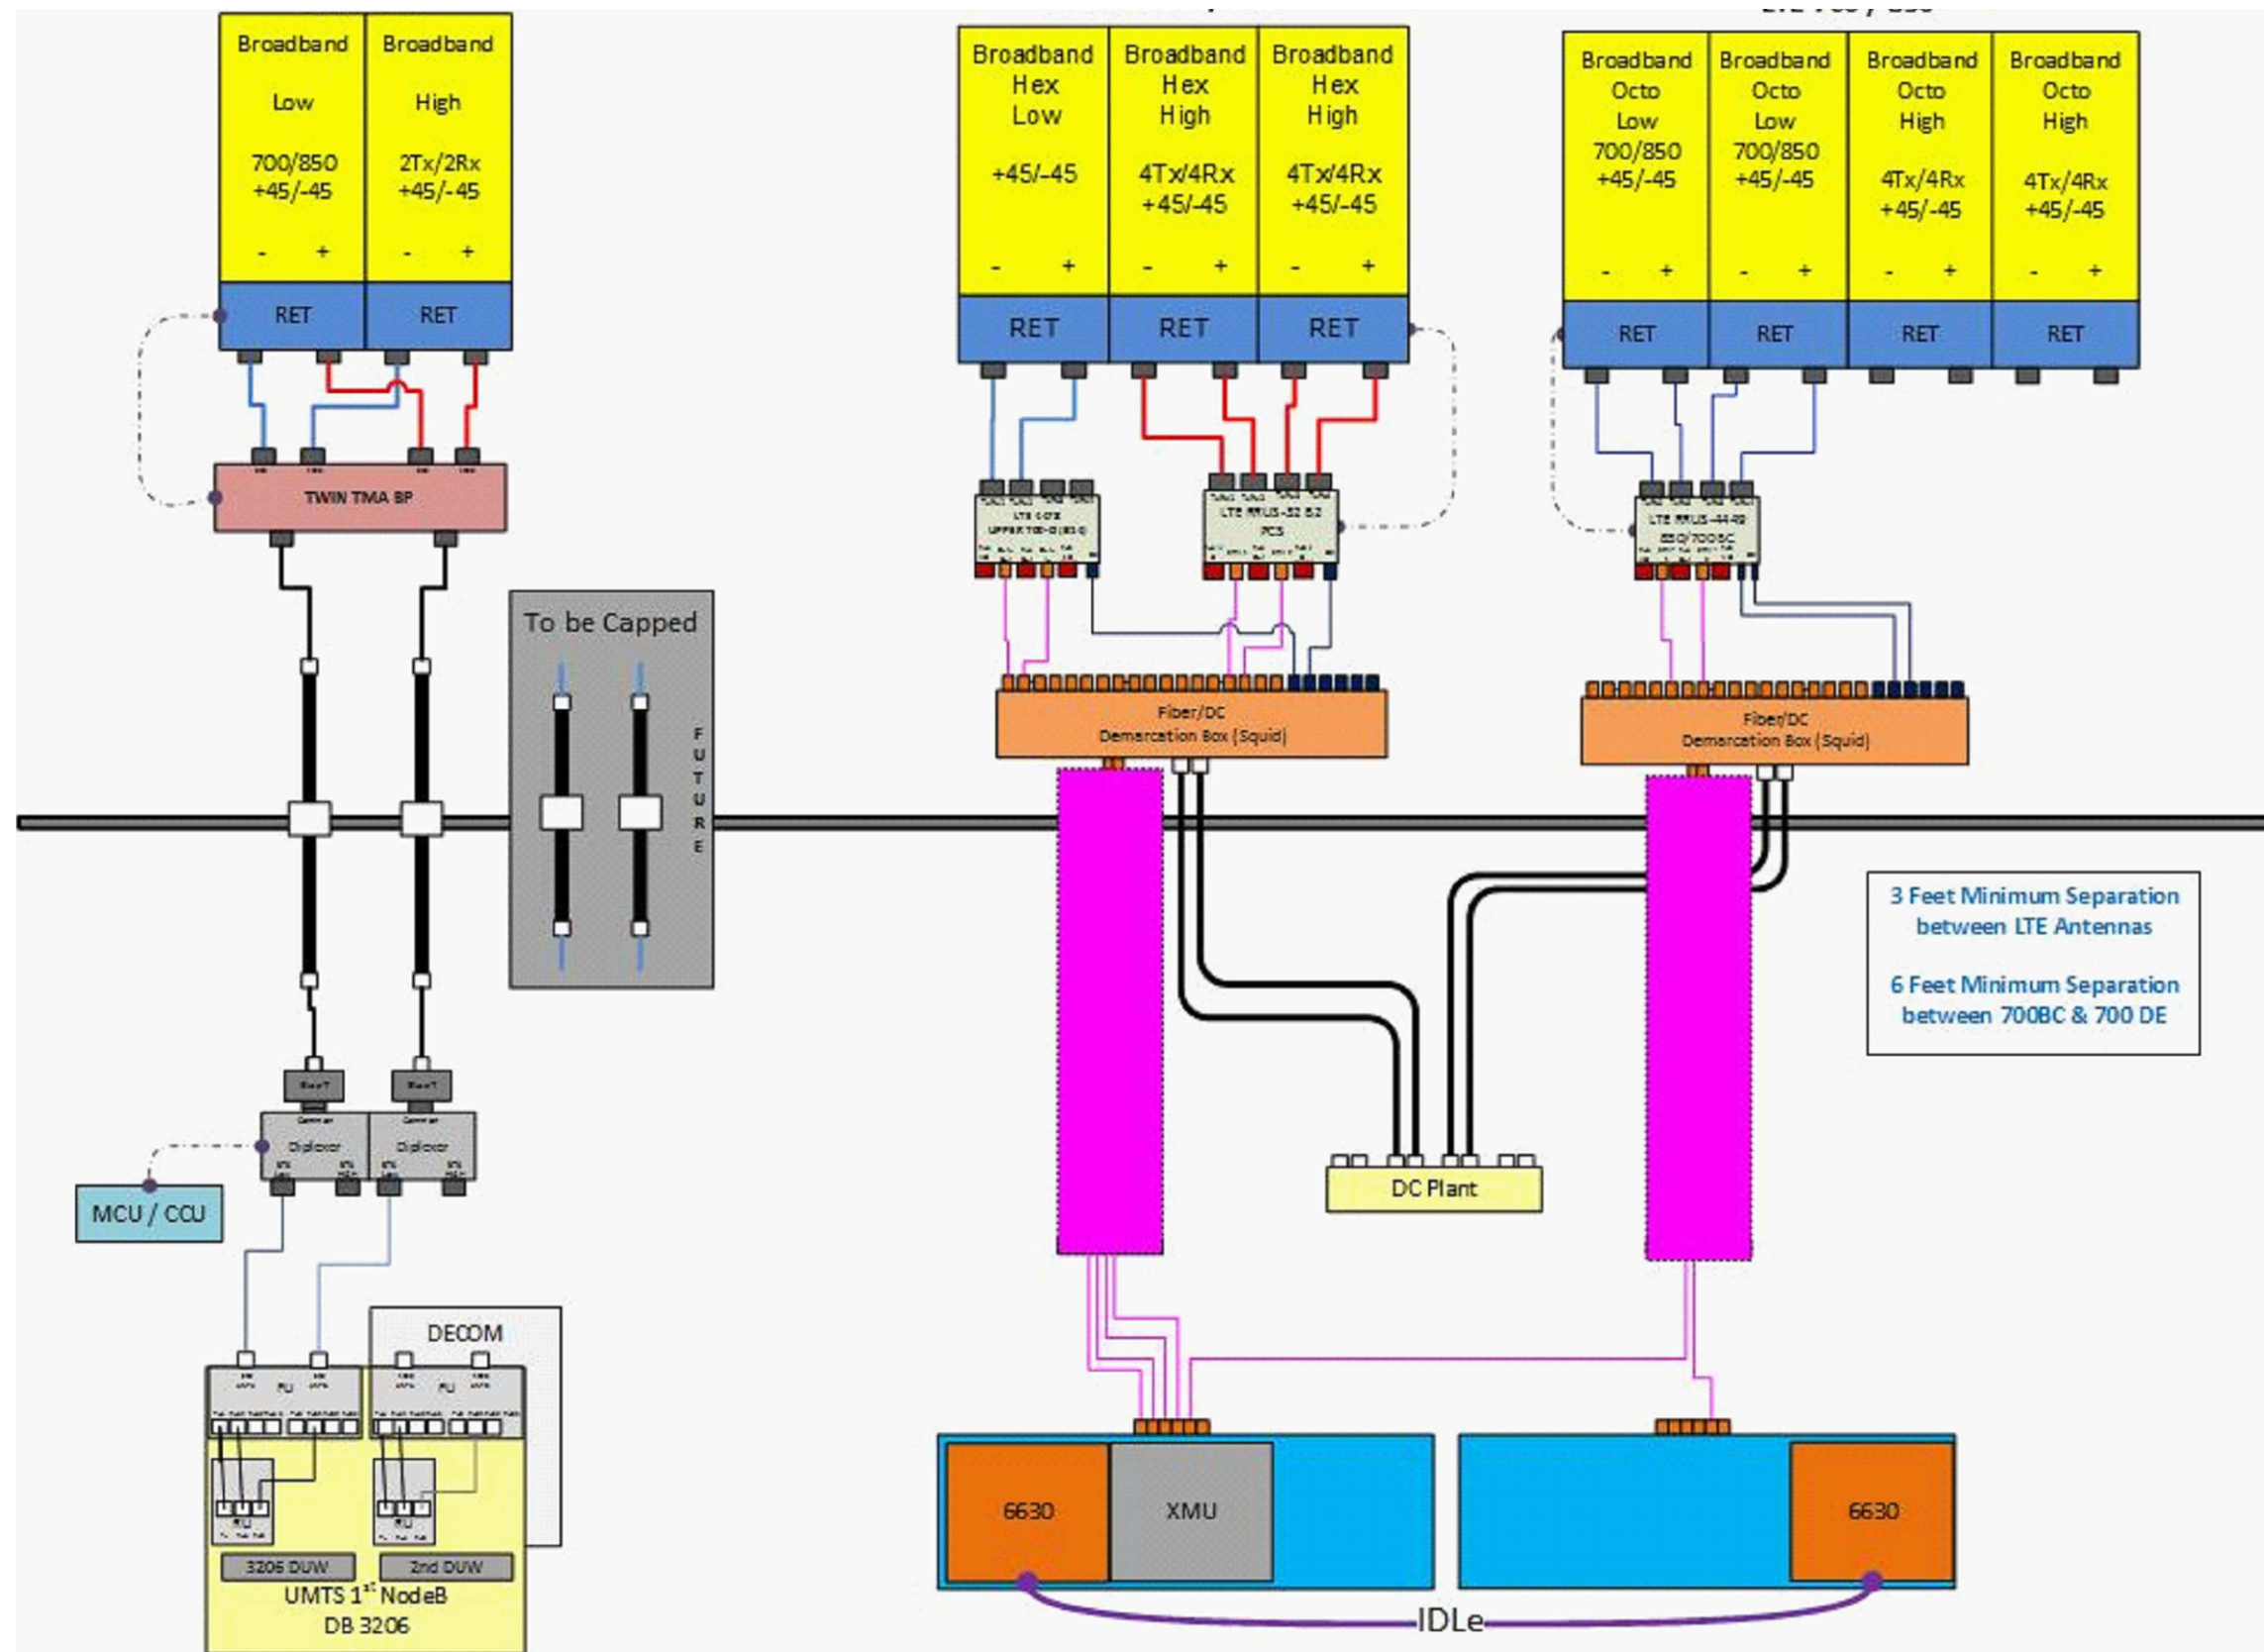 Broadband
Low
700/850
+45/-45
- +
Broadband
High
2Tx/2Rx
+45/-45
- +
RET
RET
TWIN TMA BP
Broadband
Hex
Low
+45/-45
- +
Broadband
Hex
High
4Tx/4Rx
+45/-45
- +
Broadband
Hex
High
4Tx/4Rx
+45/-45
- +
RET
RET
RET
LTE RRUS-32 B2
PCS
Broadband
Octo
Low
700/850
+45/-45
- +
Broadband
Octo
Low
700/850
+45/-45
- +
Broadband
Octo
High
4Tx/4Rx
+45/-45
- +
Broadband
Octo
High
4Tx/4Rx
+45/-45
- +
RET
RET
RET
RET
LTE RRUS-4449
850/700BC
To be Capped
FUTURE
Fiber/DC
Demarcation Box (Squid)
Fiber/DC
Demarcation Box (Squid)
3 Feet Minimum Separation
between LTE Antennas
6 Feet Minimum Separation
between 700BC & 700 DE
Diplexer
Diplexer
MCU / CCU
DC Plant
DECOM
RU
RU
3206 DUW
2nd DUW
UMTS 1st NodeB
DB 3206
6630
XMU
6630
IDLe